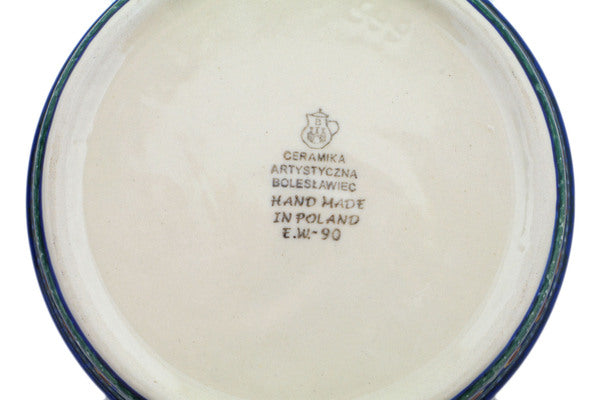 B
CERAMIKA
ARTYSTYCZNA
BOLESŁAWIEC
HAND MADE
IN POLAND
E.W.-90